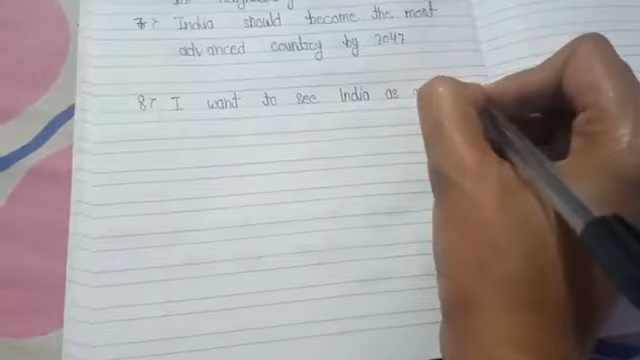 7> India should become the most
advanced country by 2047
8> I want to see India as